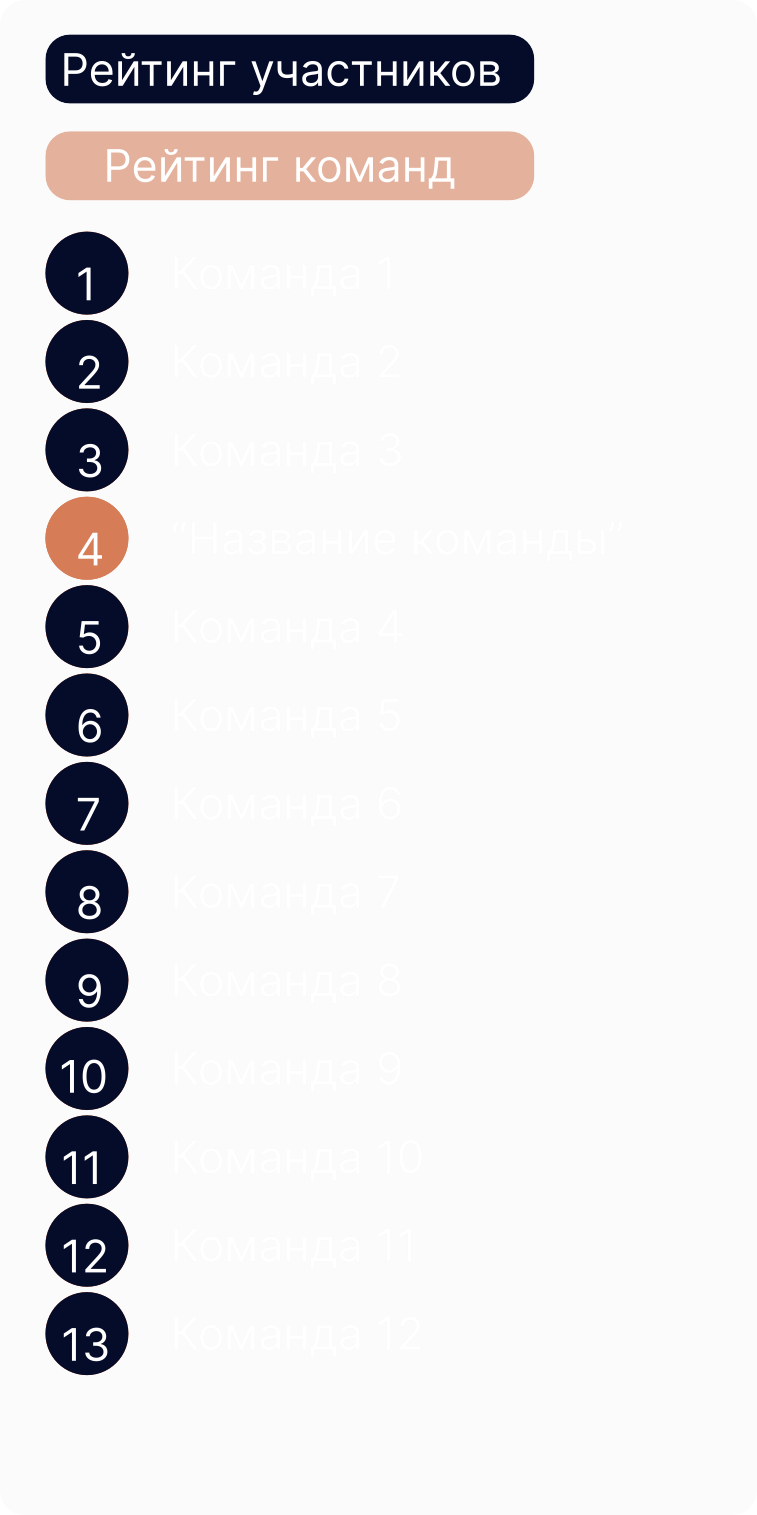 Рейтинг участников
Рейтинг команд
1 Команда 1
2 Команда 2
3 Команда 3
4 "Название команды"
5 Команда 4
6 Команда 5
7 Команда 6
8 Команда 7
9 Команда 8
10 Команда 9
11 Команда 10
12 Команда 11
13 Команда 12